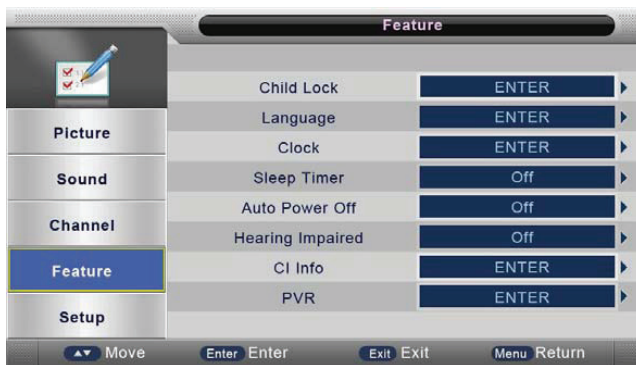 Feature
Child Lock ENTER
Language ENTER
Clock ENTER
Sleep Timer Off
Auto Power Off Off
Hearing Impaired Off
CI Info ENTER
PVR ENTER
Picture
Sound
Channel
Feature
Setup
Move Enter Enter Exit Exit Menu Return